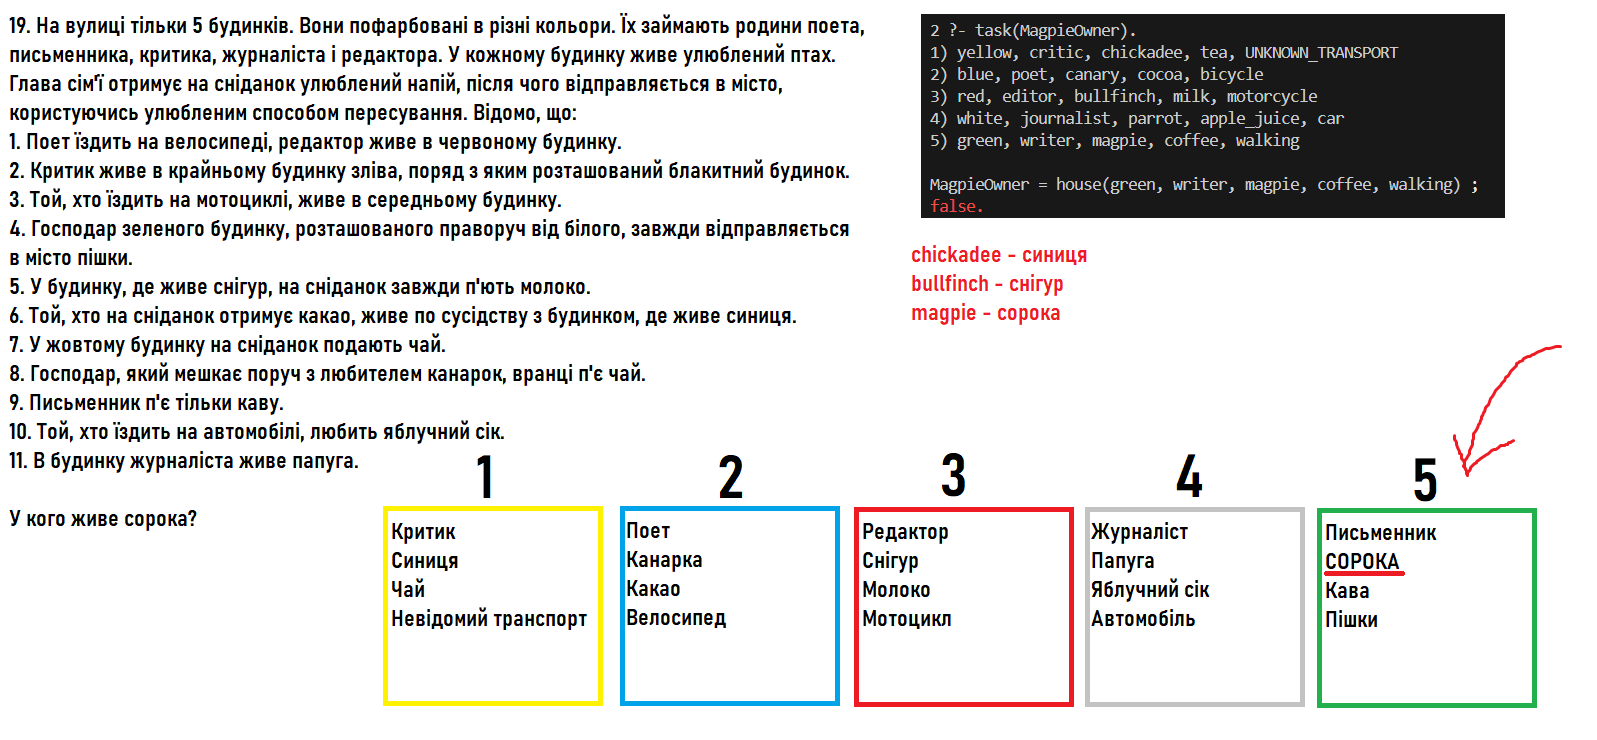 19. На вулиці тільки 5 будинків. Вони пофарбовані в різні кольори. Їх займають родини поета,
письменника, критика, журналіста і редактора. У кожному будинку живе улюблений птах.
Глава сім'ї отримує на сніданок улюблений напій, після чого відправляється в місто,
користуючись улюбленим способом пересування. Відомо, що:
1. Поет їздить на велосипеді, редактор живе в червоному будинку.
2. Критик живе в крайньому будинку зліва, поряд з яким розташований блакитний будинок.
3. Той, хто їздить на мотоциклі, живе в середньому будинку.
4. Господар зеленого будинку, розташованого праворуч від білого, завжди відправляється
в місто пішки.
5. У будинку, де живе снігур, на сніданок завжди п'ють молоко.
6. Той, хто на сніданок отримує какао, живе по сусідству з будинком, де живе синиця.
7. У жовтому будинку на сніданок подають чай.
8. Господар, який мешкає поруч з любителем канарок, вранці п'є чай.
9. Письменник п'є тільки каву.
10. Той, хто їздить на автомобілі, любить яблучний сік.
11. В будинку журналіста живе папуга.
У кого живе сорока?
2 ?- task(MagpieOwner).
1) yellow, critic, chickadee, tea, UNKNOWN_TRANSPORT
2) blue, poet, canary, cocoa, bicycle
3) red, editor, bullfinch, milk, motorcycle
4) white, journalist, parrot, apple_juice, car
5) green, writer, magpie, coffee, walking
MagpieOwner = house(green, writer, magpie, coffee, walking) ;
false.
chickadee - синиця
bullfinch - снігур
magpie - сорока
1
Критик
Синиця
Чай
Невідомий транспорт
2
Поет
Канарка
Какао
Велосипед
3
Редактор
Снігур
Молоко
Мотоцикл
4
Журналіст
Папуга
Яблучний сік
Автомобіль
5
Письменник
СОРОКА
Кава
Пішки